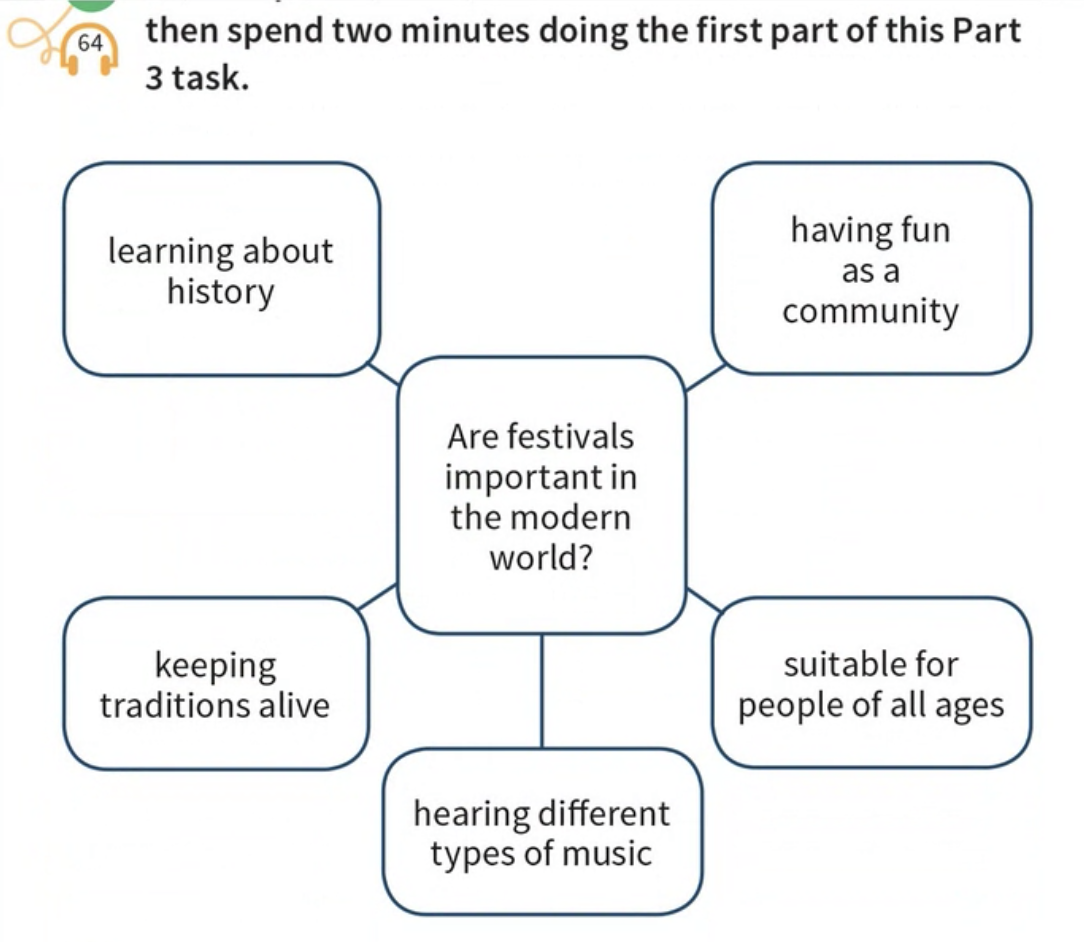 64
then spend two minutes doing the first part of this Part
3 task.
learning about
history
having fun
as a
community
Are festivals
important in
the modern
world?
keeping
traditions alive
suitable for
people of all ages
hearing different
types of music